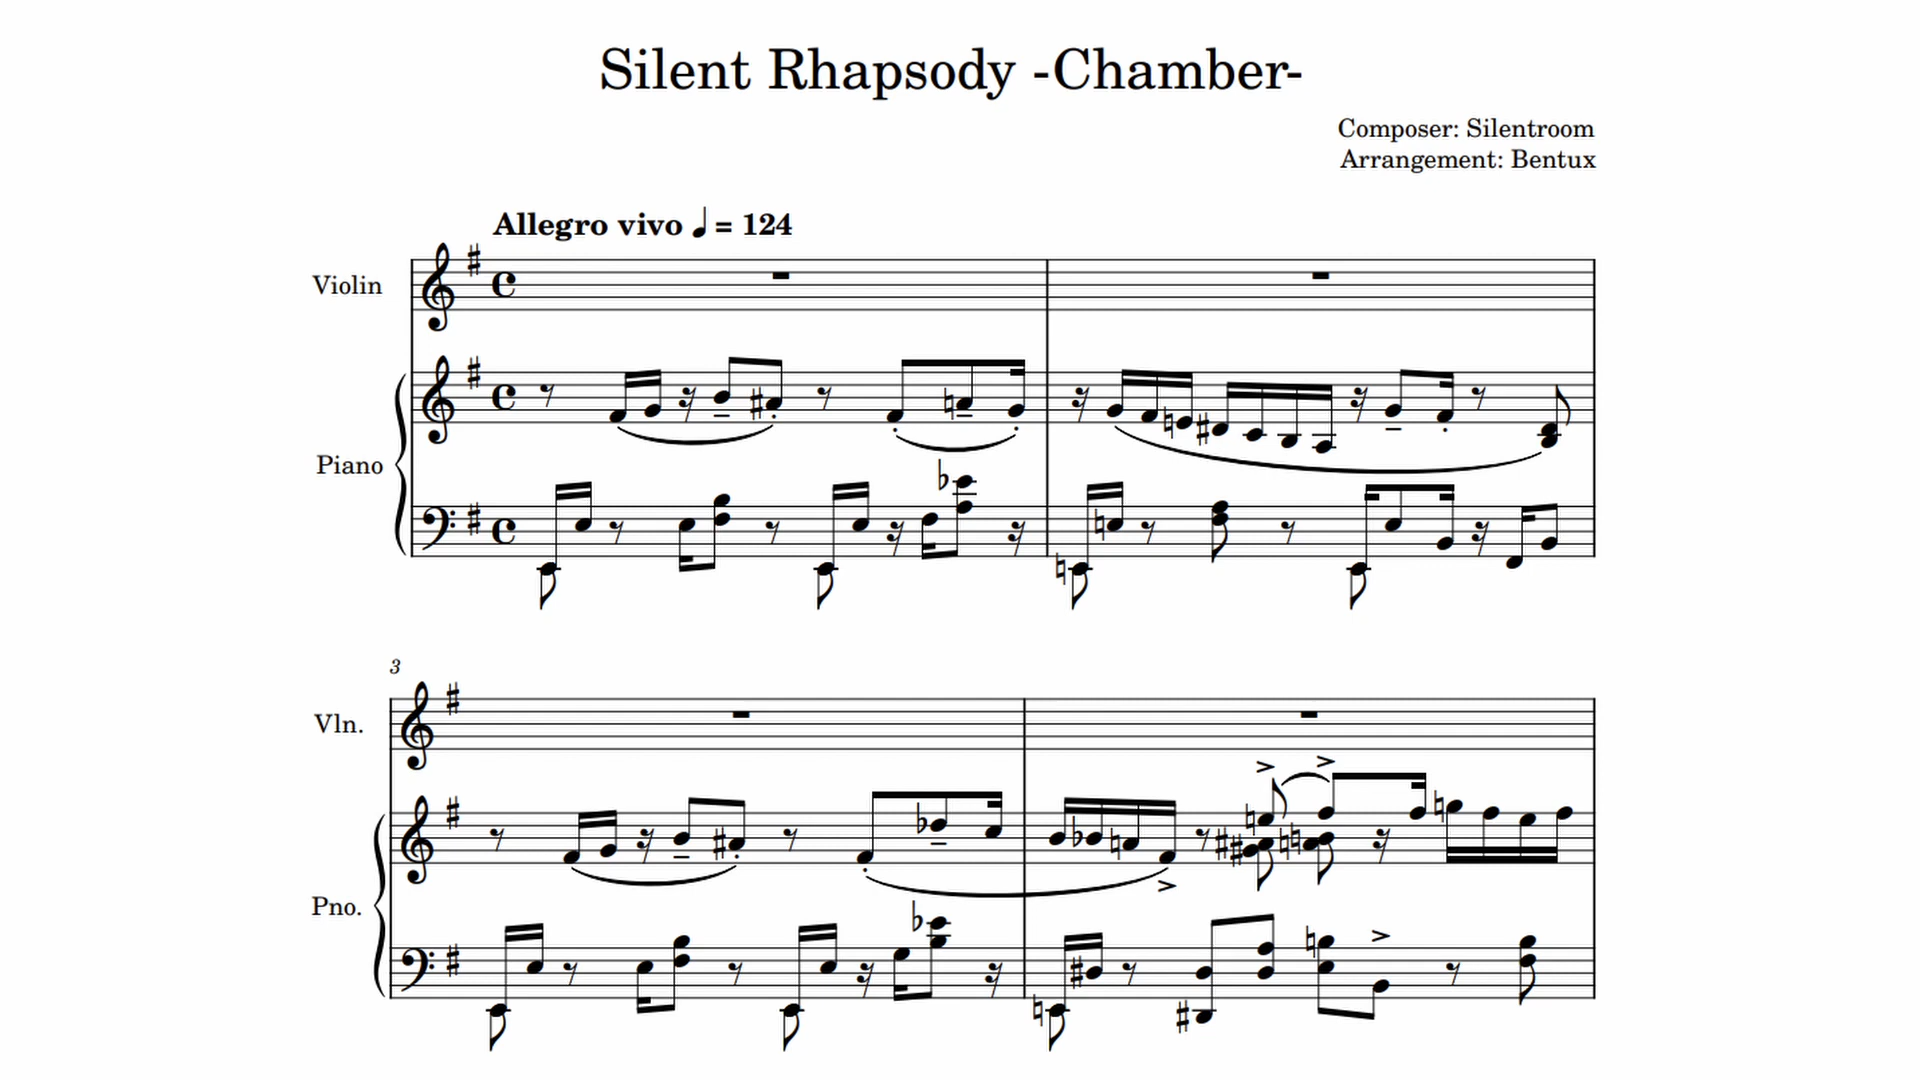 Silent Rhapsody -Chamber-
Composer: Silentroom
Arrangement: Bentux
Allegro vivo ♩ = 124
Violin
Piano
3
Vln.
Pno.